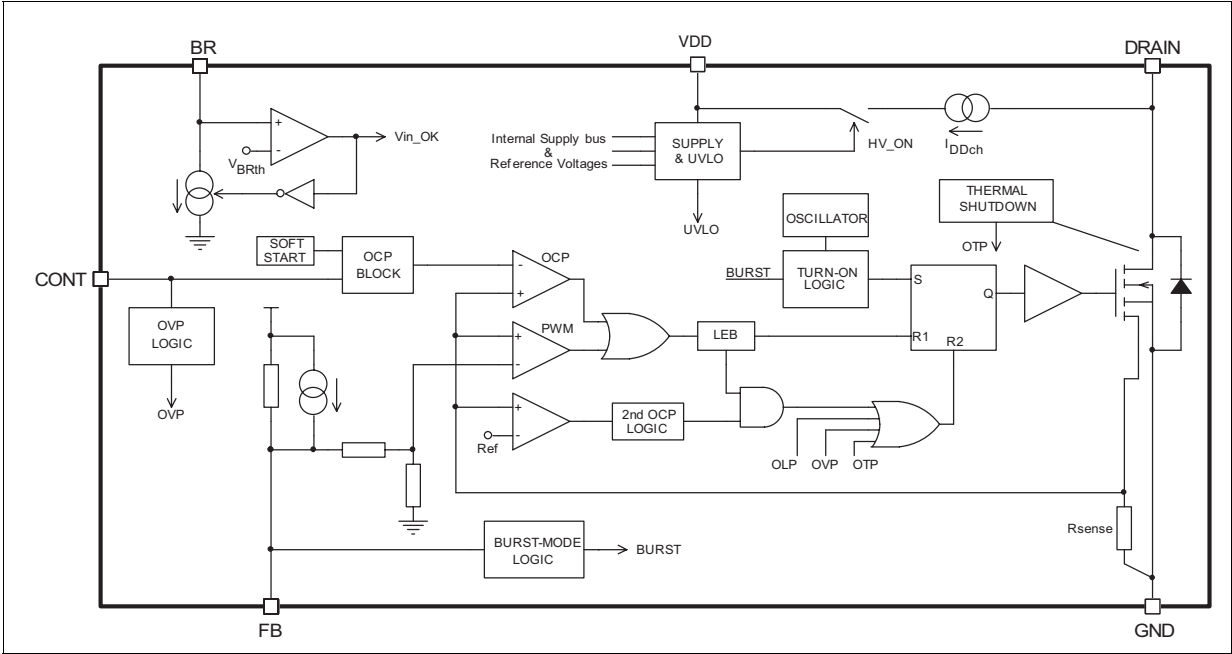 BR
VDD
DRAIN
+
-
Vin_OK
VBRth
Internal Supply bus
&
Reference Voltages
SUPPLY
& UVLO
HV_ON
IDDch
UVLO
THERMAL
SHUTDOWN
OTP
OSCILLATOR
SOFT
START
OCP
BLOCK
CONT
OCP
-
+
BURST
TURN-ON
LOGIC
S
Q
R1
R2
OVP
LOGIC
OVP
PWM
+
-
LEB
+
-
Ref
2nd OCP
LOGIC
OLP
OVP
OTP
Rsense
BURST-MODE
LOGIC
BURST
FB
GND